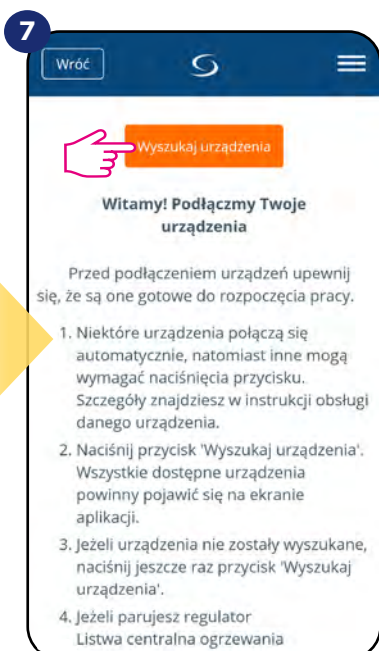 7
Wróć
Wyszukaj urządzenia
Witamy! Podłączmy Twoje
urządzenia
Przed podłączeniem urządzeń upewnij
się, że są one gotowe do rozpoczęcia pracy.
1. Niektóre urządzenia połączą się
automatycznie, natomiast inne mogą
wymagać naciśnięcia przycisku.
Szczegóły znajdziesz w instrukcji obsługi
danego urządzenia.
2. Naciśnij przycisk 'Wyszukaj urządzenia'.
Wszystkie dostępne urządzenia
powinny pojawić się na ekranie
aplikacji.
3. Jeżeli urządzenia nie zostały wyszukane,
naciśnij jeszcze raz przycisk 'Wyszukaj
urządzenia'.
4. Jeżeli parujesz regulator
Listwa centralna ogrzewania